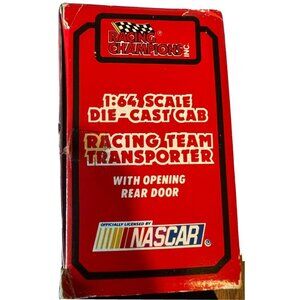 RACING
CHAMPIONS
INC.
1:64 SCALE
DIE-CAST CAB
RACING TEAM
TRANSPORTER
WITH OPENING
REAR DOOR
OFFICIALLY LICENSED BY
NASCAR®